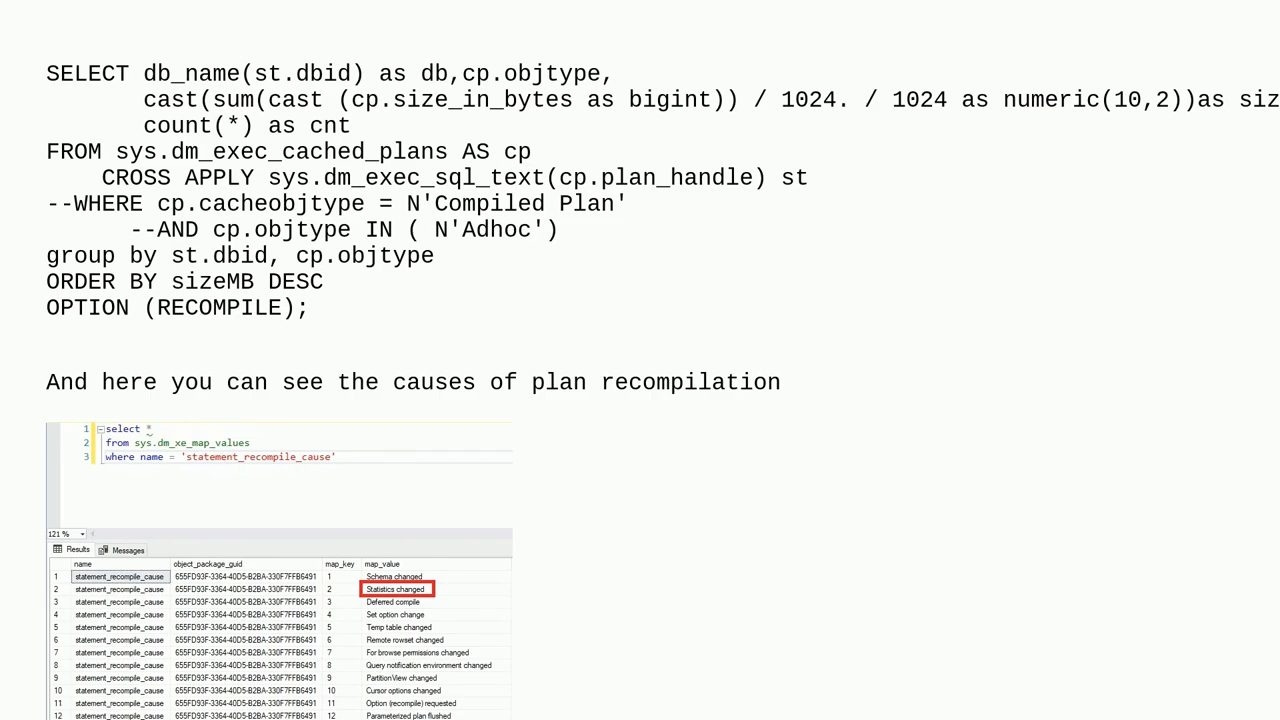 SELECT db_name(st.dbid) as db,cp.objtype,
cast(sum(cast (cp.size_in_bytes as bigint)) / 1024. / 1024 as numeric(10,2))as siz
count(*) as cnt
FROM sys.dm_exec_cached_plans AS cp
CROSS APPLY sys.dm_exec_sql_text(cp.plan_handle) st
--WHERE cp.cacheobjtype = N'Compiled Plan'
--AND cp.objtype IN ( N'Adhoc')
group by st.dbid, cp.objtype
ORDER BY sizeMB DESC
OPTION (RECOMPILE);
And here you can see the causes of plan recompilation
1 select *
2 from sys.dm_xe_map_values
3 where name = 'statement_recompile_cause'
121 %
Results Messages
name object_package_guid map_key map_value
1 statement_recompile_cause 655FD93F-3364-40D5-B2BA-330F7FFB6491 1 Schema changed
2 statement_recompile_cause 655FD93F-3364-40D5-B2BA-330F7FFB6491 2 Statistics changed
3 statement_recompile_cause 655FD93F-3364-40D5-B2BA-330F7FFB6491 3 Deferred compile
4 statement_recompile_cause 655FD93F-3364-40D5-B2BA-330F7FFB6491 4 Set option change
5 statement_recompile_cause 655FD93F-3364-40D5-B2BA-330F7FFB6491 5 Temp table changed
6 statement_recompile_cause 655FD93F-3364-40D5-B2BA-330F7FFB6491 6 Remote rowset changed
7 statement_recompile_cause 655FD93F-3364-40D5-B2BA-330F7FFB6491 7 For browse permissions changed
8 statement_recompile_cause 655FD93F-3364-40D5-B2BA-330F7FFB6491 8 Query notification environment changed
9 statement_recompile_cause 655FD93F-3364-40D5-B2BA-330F7FFB6491 9 PartitionView changed
10 statement_recompile_cause 655FD93F-3364-40D5-B2BA-330F7FFB6491 10 Cursor options changed
11 statement_recompile_cause 655FD93F-3364-40D5-B2BA-330F7FFB6491 11 Option (recompile) requested
12 statement_recompile_cause 655FD93F-3364-40D5-B2BA-330F7FFB6491 12 Parameterized plan flushed